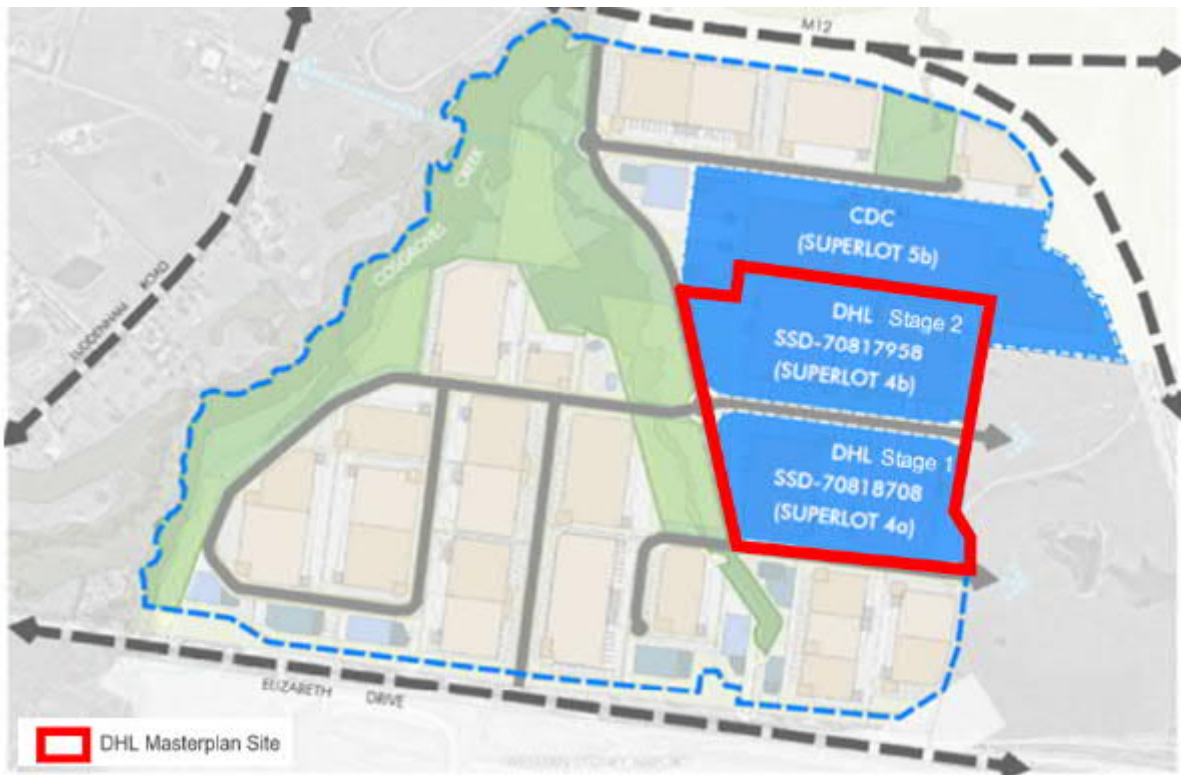 M12
CREEK
COSGROVES
LUDDENHAM ROAD
CDC
(SUPERLOT 5b)
DHL Stage 2
SSD-70817958
(SUPERLOT 4b)
DHL Stage 1
SSD-70818708
(SUPERLOT 4a)
ELIZABETH DRIVE
WESTERN SYDNEY AIRPORT
DHL Masterplan Site